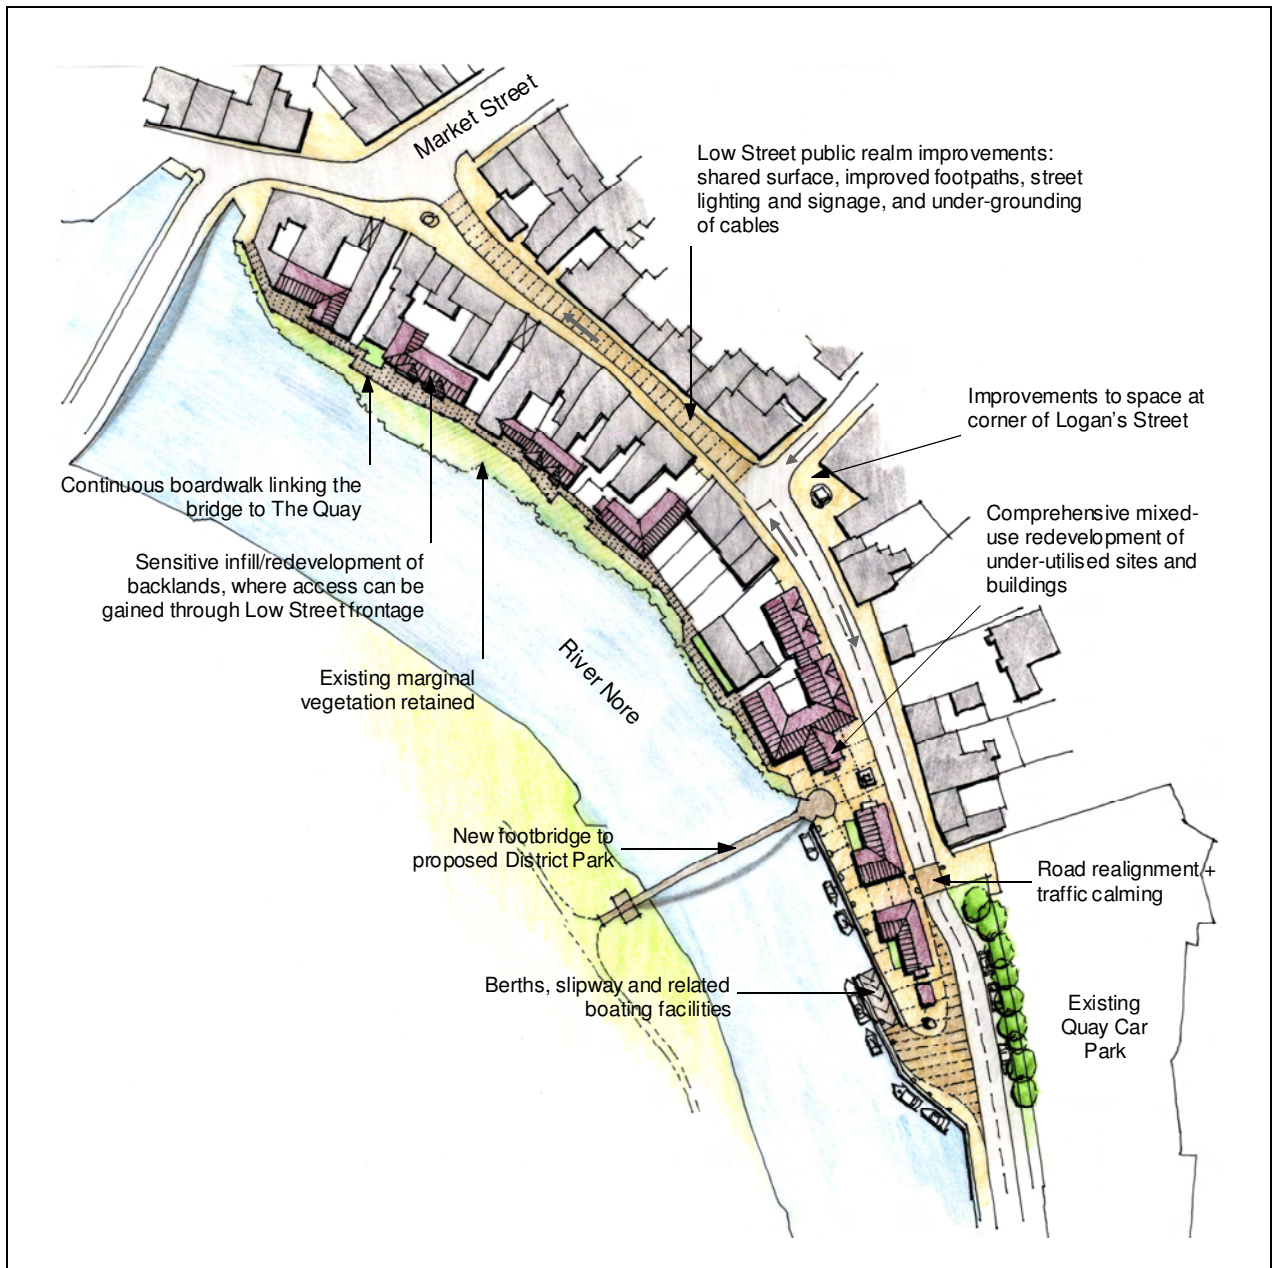 Market Street
Low Street public realm improvements:
shared surface, improved footpaths, street
lighting and signage, and under-grounding
of cables
Improvements to space at
corner of Logan's Street
Continuous boardwalk linking the
bridge to The Quay
Comprehensive mixed-
use redevelopment of
under-utilised sites and
buildings
Sensitive infill/redevelopment of
backlands, where access can be
gained through Low Street frontage
Existing marginal
vegetation retained
River Nore
New footbridge to
proposed District Park
Road realignment +
traffic calming
Berths, slipway and related
boating facilities
Existing
Quay Car
Park